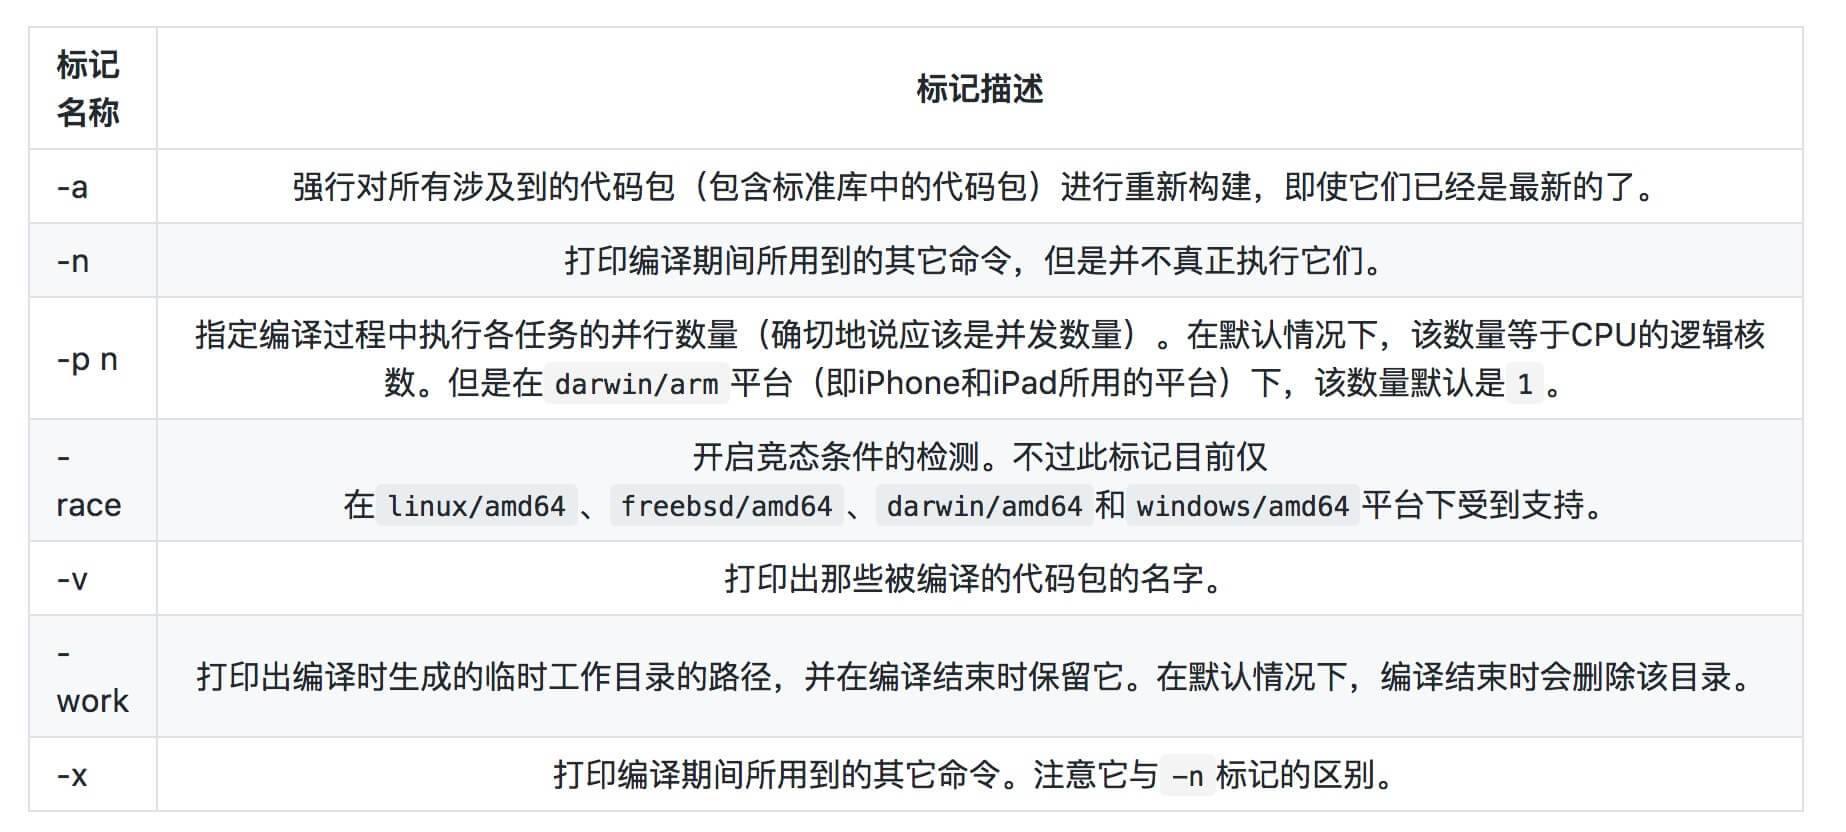 标记
名称
标记描述
-a
强行对所有涉及到的代码包（包含标准库中的代码包）进行重新构建，即使它们已经是最新的了。
-n
打印编译期间所用到的其它命令，但是并不真正执行它们。
-p n
指定编译过程中执行各任务的并行数量（确切地说应该是并发数量）。在默认情况下，该数量等于CPU的逻辑核
数。但是在 darwin/arm 平台（即iPhone和iPad所用的平台）下，该数量默认是 1 。
-
race
开启竞态条件的检测。不过此标记目前仅
在 linux/amd64 、 freebsd/amd64 、 darwin/amd64 和 windows/amd64 平台下受到支持。
-v
打印出那些被编译的代码包的名字。
-
work
打印出编译时生成的临时工作目录的路径，并在编译结束时保留它。在默认情况下，编译结束时会删除该目录。
-x
打印编译期间所用到的其它命令。注意它与 -n 标记的区别。